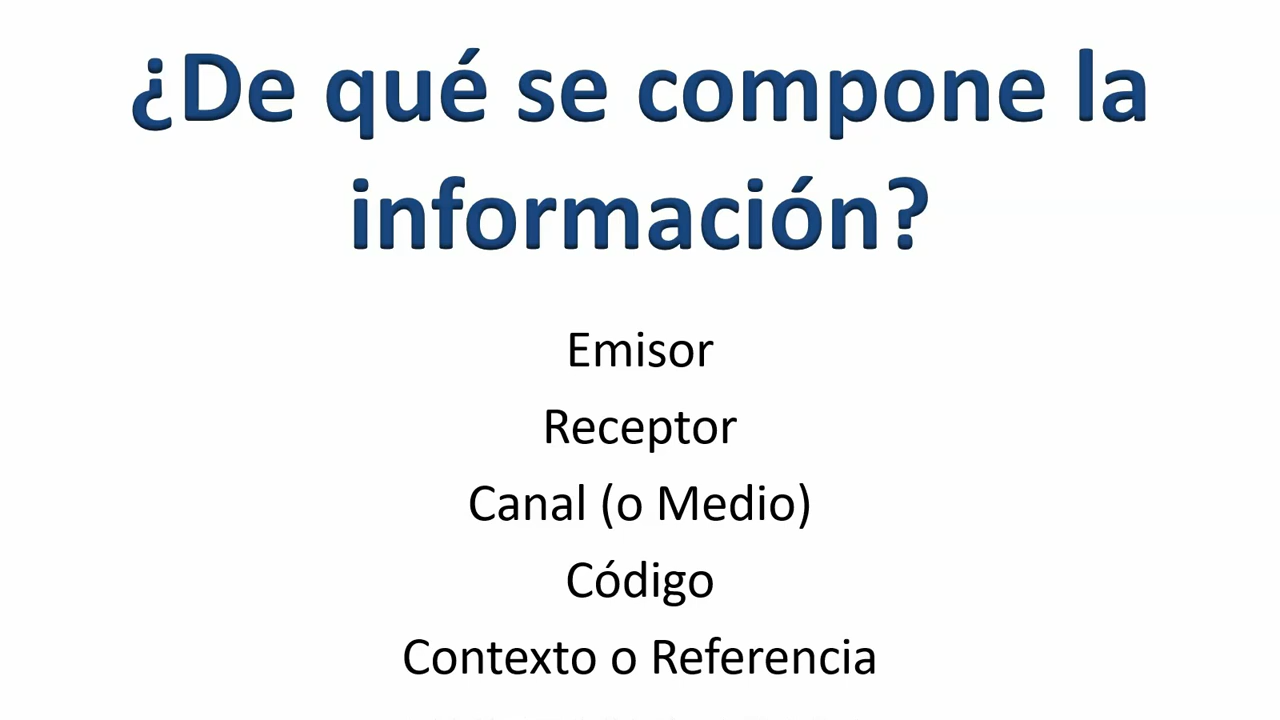 ¿De qué se compone la
información?
Emisor
Receptor
Canal (o Medio)
Código
Contexto o Referencia